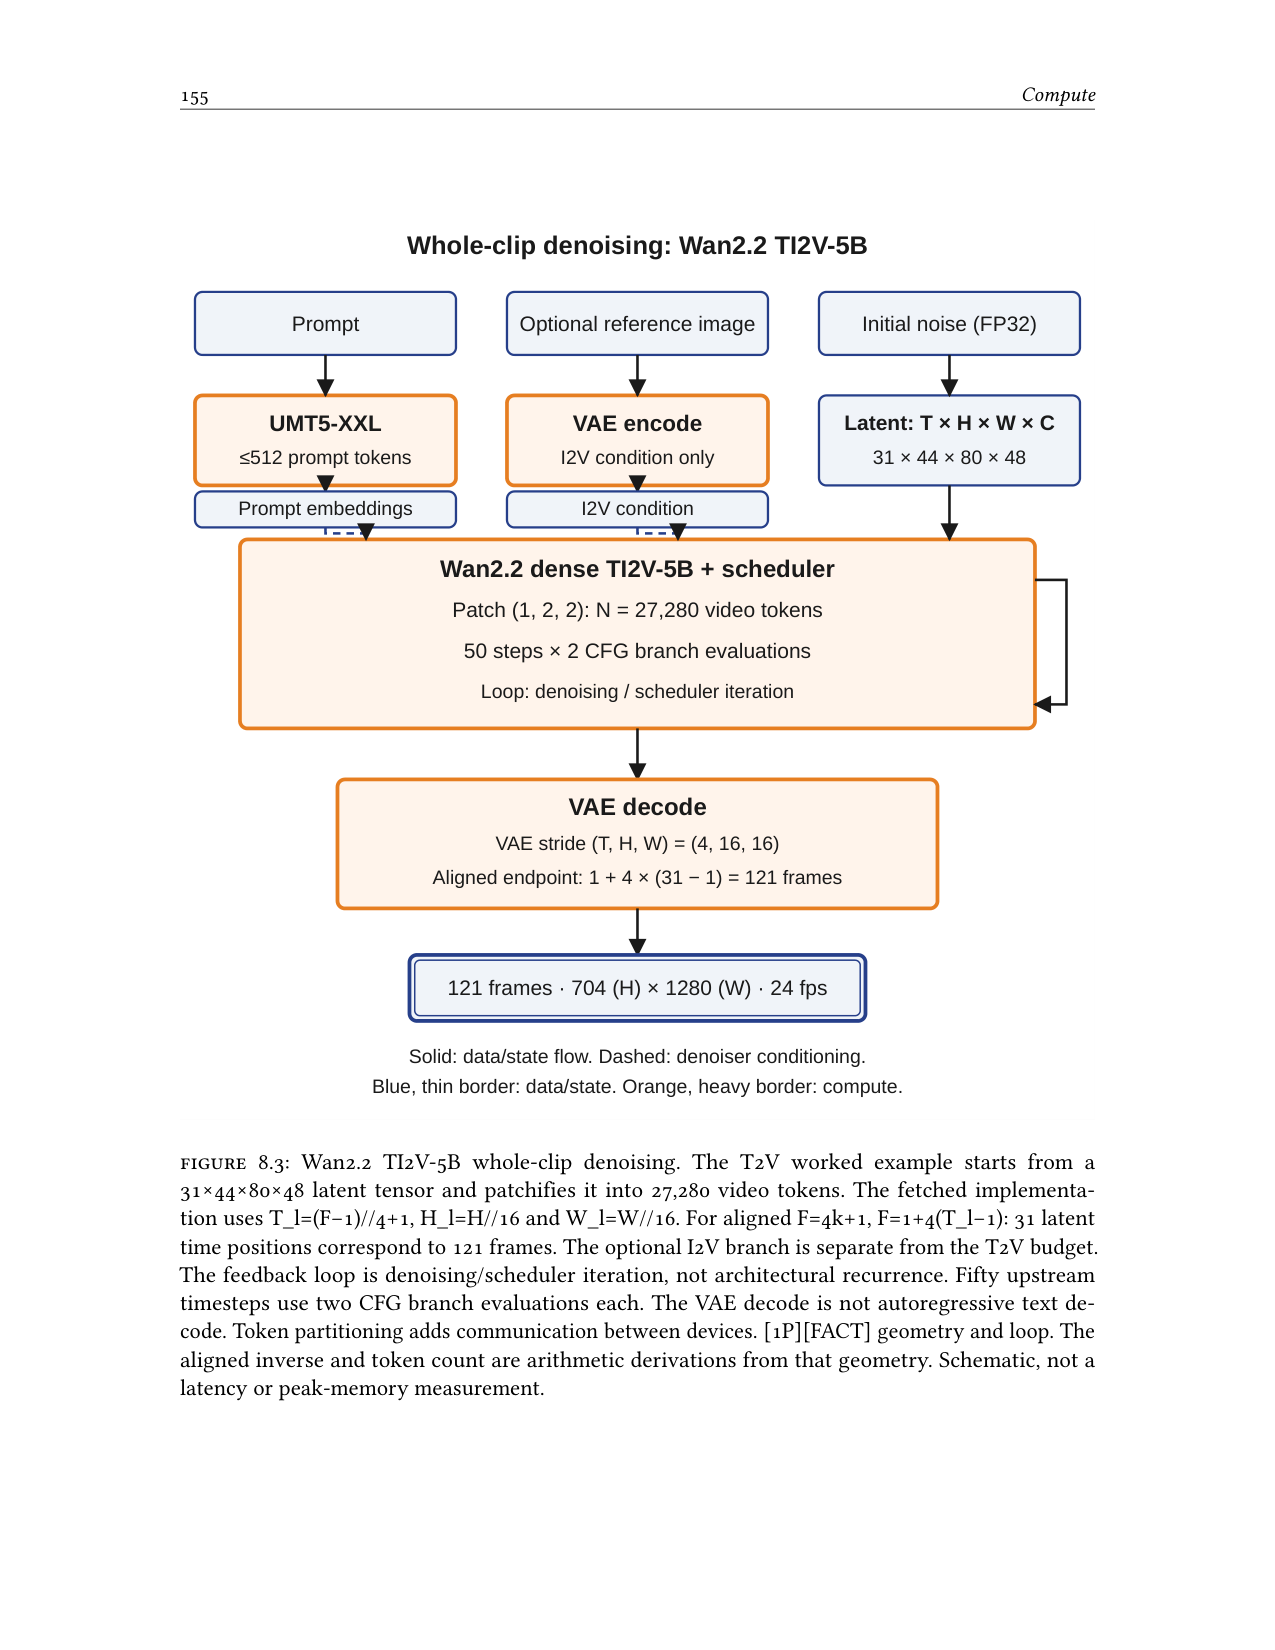 155 Compute
Whole-clip denoising: Wan2.2 TI2V-5B
Prompt
Optional reference image
Initial noise (FP32)
UMT5-XXL
≤512 prompt tokens
VAE encode
I2V condition only
Latent: T × H × W × C
31 × 44 × 80 × 48
Prompt embeddings
I2V condition
Wan2.2 dense TI2V-5B + scheduler
Patch (1, 2, 2): N = 27,280 video tokens
50 steps × 2 CFG branch evaluations
Loop: denoising / scheduler iteration
VAE decode
VAE stride (T, H, W) = (4, 16, 16)
Aligned endpoint: 1 + 4 × (31 − 1) = 121 frames
121 frames · 704 (H) × 1280 (W) · 24 fps
Solid: data/state flow. Dashed: denoiser conditioning.
Blue, thin border: data/state. Orange, heavy border: compute.
FIGURE 8.3: Wan2.2 TI2V-5B whole-clip denoising. The T2V worked example starts from a
31×44×80×48 latent tensor and patchifies it into 27,280 video tokens. The fetched implementa-
tion uses T_l=(F−1)//4+1, H_l=H//16 and W_l=W//16. For aligned F=4k+1, F=1+4(T_l−1): 31 latent
time positions correspond to 121 frames. The optional I2V branch is separate from the T2V budget.
The feedback loop is denoising/scheduler iteration, not architectural recurrence. Fifty upstream
timesteps use two CFG branch evaluations each. The VAE decode is not autoregressive text de-
code. Token partitioning adds communication between devices. [1P][FACT] geometry and loop. The
aligned inverse and token count are arithmetic derivations from that geometry. Schematic, not a
latency or peak-memory measurement.